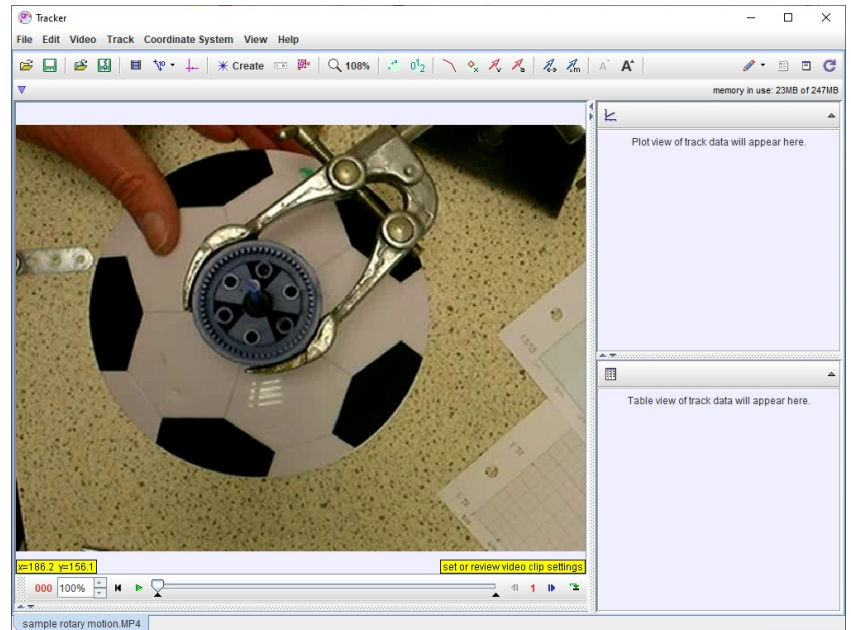 Tracker
File Edit Video Track Coordinate System View Help
Create 108%
memory in use: 23MB of 247MB
Plot view of track data will appear here.
Table view of track data will appear here.
x=186.2 y=156.1
set or review video clip settings
000 100% 1
sample rotary motion.MP4